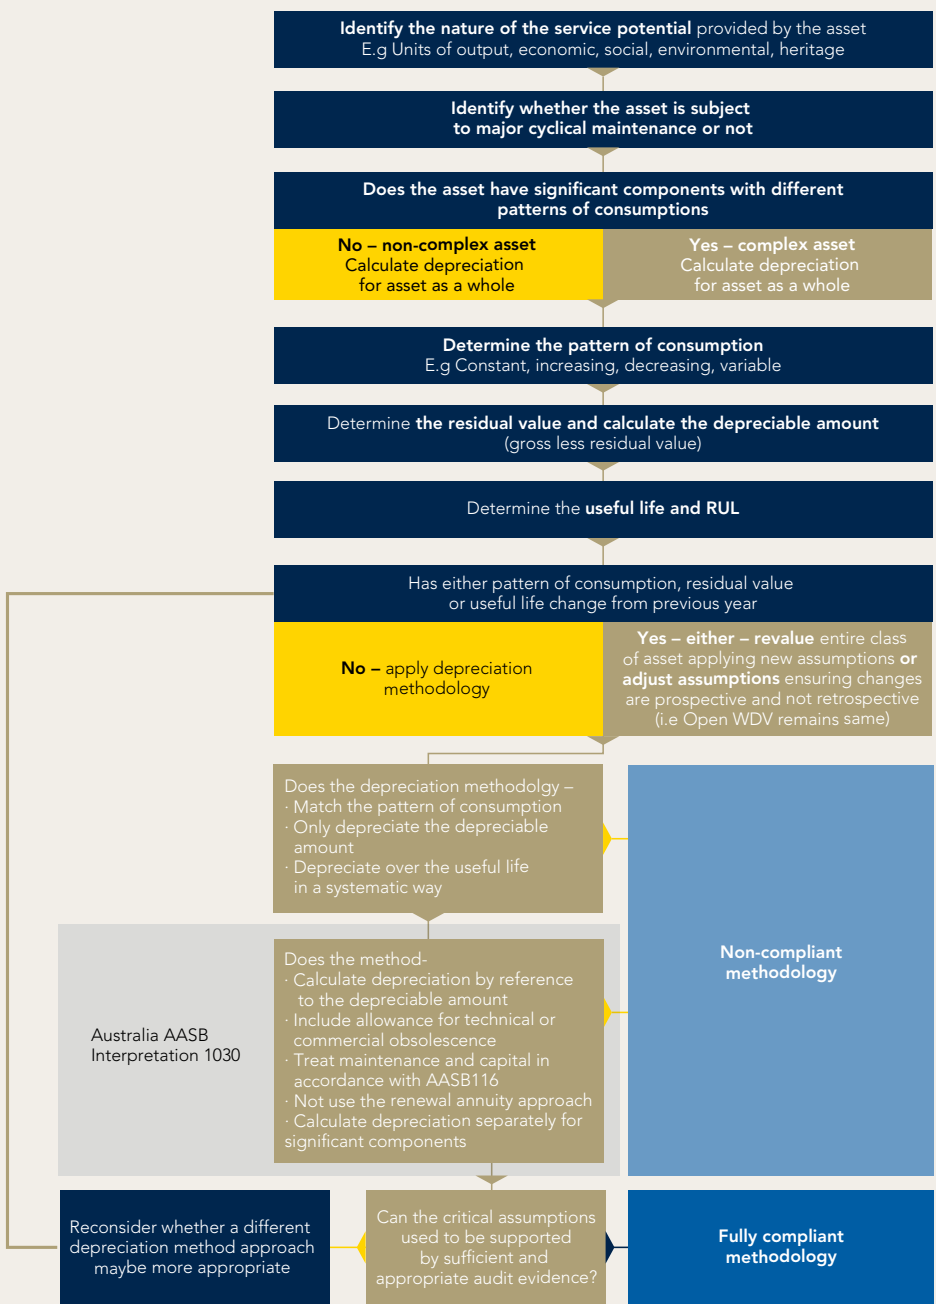 Identify the nature of the service potential provided by the asset
E.g Units of output, economic, social, environmental, heritage
Identify whether the asset is subject
to major cyclical maintenance or not
Does the asset have significant components with different
patterns of consumptions
No – non-complex asset
Calculate depreciation
for asset as a whole
Yes – complex asset
Calculate depreciation
for asset as a whole
Determine the pattern of consumption
E.g Constant, increasing, decreasing, variable
Determine the residual value and calculate the depreciable amount
(gross less residual value)
Determine the useful life and RUL
Has either pattern of consumption, residual value
or useful life change from previous year
No – apply depreciation
methodology
Yes – either – revalue entire class
of asset applying new assumptions or
adjust assumptions ensuring changes
are prospective and not retrospective
(i.e Open WDV remains same)
Does the depreciation methodolgy –
· Match the pattern of consumption
· Only depreciate the depreciable
amount
· Depreciate over the useful life
in a systematic way
Non-compliant
methodology
Australia AASB
Interpretation 1030
Does the method-
· Calculate depreciation by reference
to the depreciable amount
· Include allowance for technical or
commercial obsolescence
· Treat maintenance and capital in
accordance with AASB116
· Not use the renewal annuity approach
· Calculate depreciation separately for
significant components
Reconsider whether a different
depreciation method approach
maybe more appropriate
Can the critical assumptions
used to be supported
by sufficient and
appropriate audit evidence?
Fully compliant
methodology